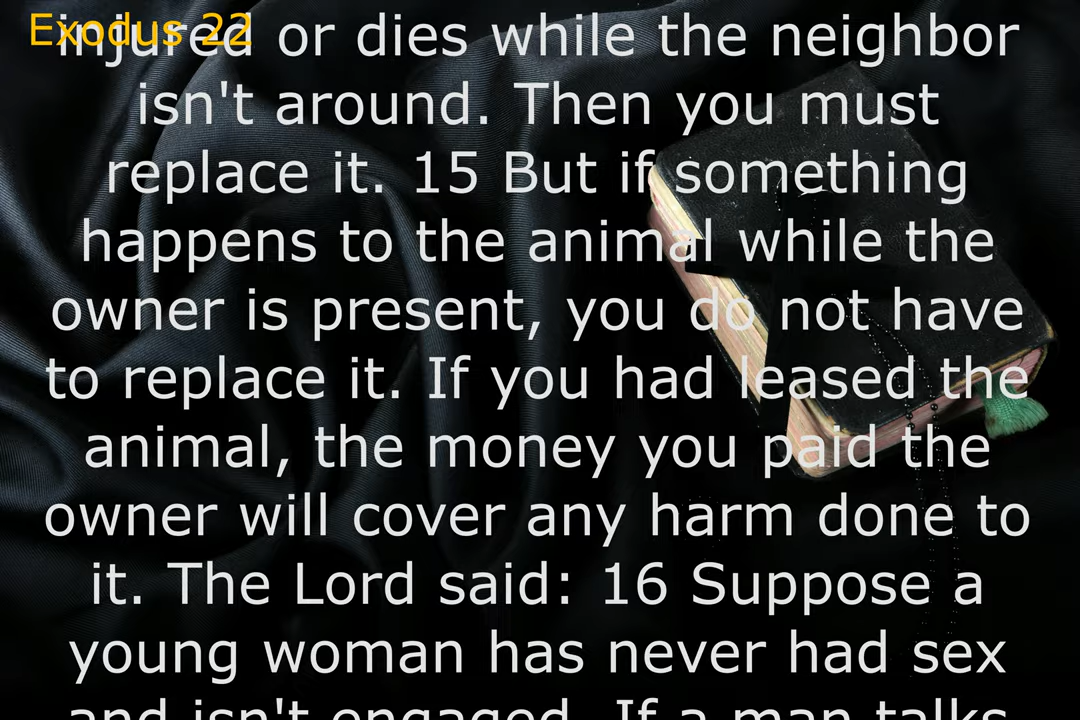 Exodus 22
injured or dies while the neighbor
isn't around. Then you must
replace it. 15 But if something
happens to the animal while the
owner is present, you do not have
to replace it. If you had leased the
animal, the money you paid the
owner will cover any harm done to
it. The Lord said: 16 Suppose a
young woman has never had sex
and isn't engaged. If a man talks